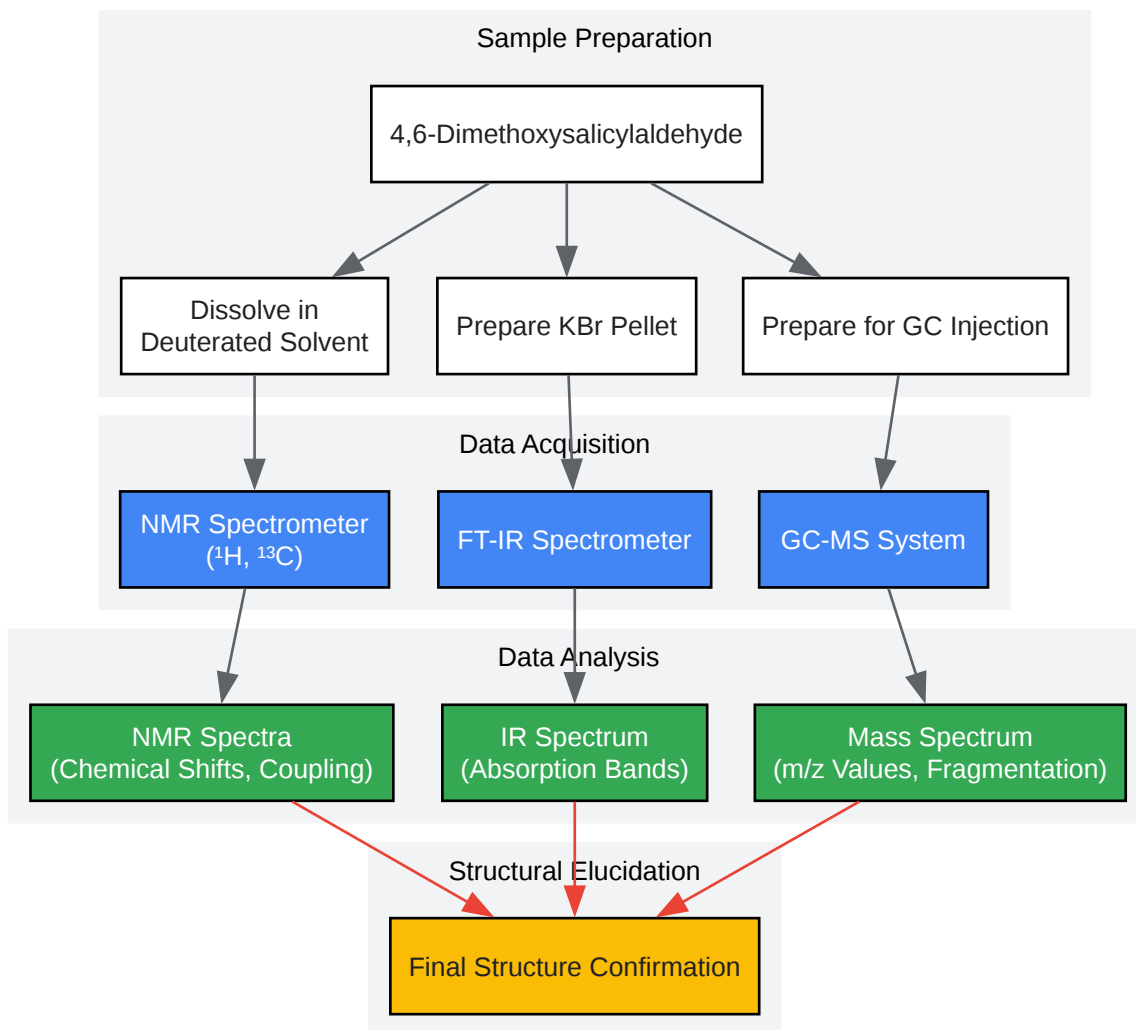 Sample Preparation
4,6-Dimethoxysalicylaldehyde
Dissolve in
Deuterated Solvent
Prepare KBr Pellet
Prepare for GC Injection
Data Acquisition
NMR Spectrometer
(¹H, ¹³C)
FT-IR Spectrometer
GC-MS System
Data Analysis
NMR Spectra
(Chemical Shifts, Coupling)
IR Spectrum
(Absorption Bands)
Mass Spectrum
(m/z Values, Fragmentation)
Structural Elucidation
Final Structure Confirmation